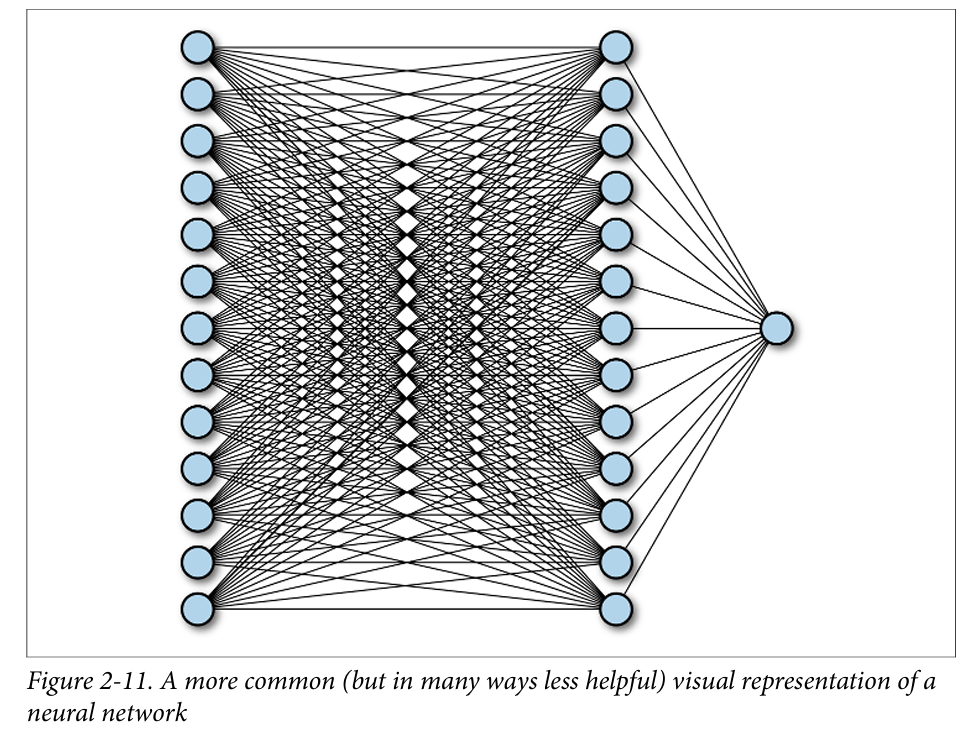 Figure 2-11. A more common (but in many ways less helpful) visual representation of a
neural network